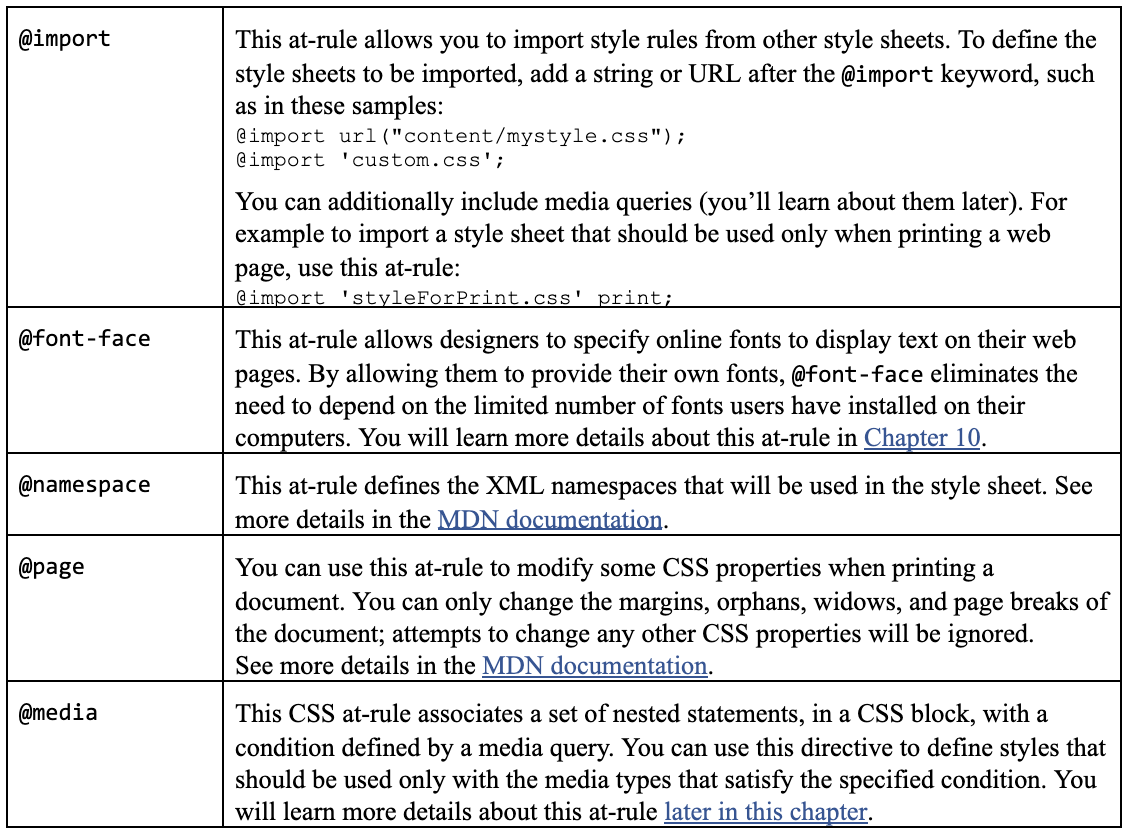 @import
This at-rule allows you to import style rules from other style sheets. To define the
style sheets to be imported, add a string or URL after the @import keyword, such
as in these samples:
@import url("content/mystyle.css");
@import 'custom.css';
You can additionally include media queries (you’ll learn about them later). For
example to import a style sheet that should be used only when printing a web
page, use this at-rule:
@import 'styleForPrint.css' print;
@font-face
This at-rule allows designers to specify online fonts to display text on their web
pages. By allowing them to provide their own fonts, @font-face eliminates the
need to depend on the limited number of fonts users have installed on their
computers. You will learn more details about this at-rule in Chapter 10.
@namespace
This at-rule defines the XML namespaces that will be used in the style sheet. See
more details in the MDN documentation.
@page
You can use this at-rule to modify some CSS properties when printing a
document. You can only change the margins, orphans, widows, and page breaks of
the document; attempts to change any other CSS properties will be ignored.
See more details in the MDN documentation.
@media
This CSS at-rule associates a set of nested statements, in a CSS block, with a
condition defined by a media query. You can use this directive to define styles that
should be used only with the media types that satisfy the specified condition. You
will learn more details about this at-rule later in this chapter.